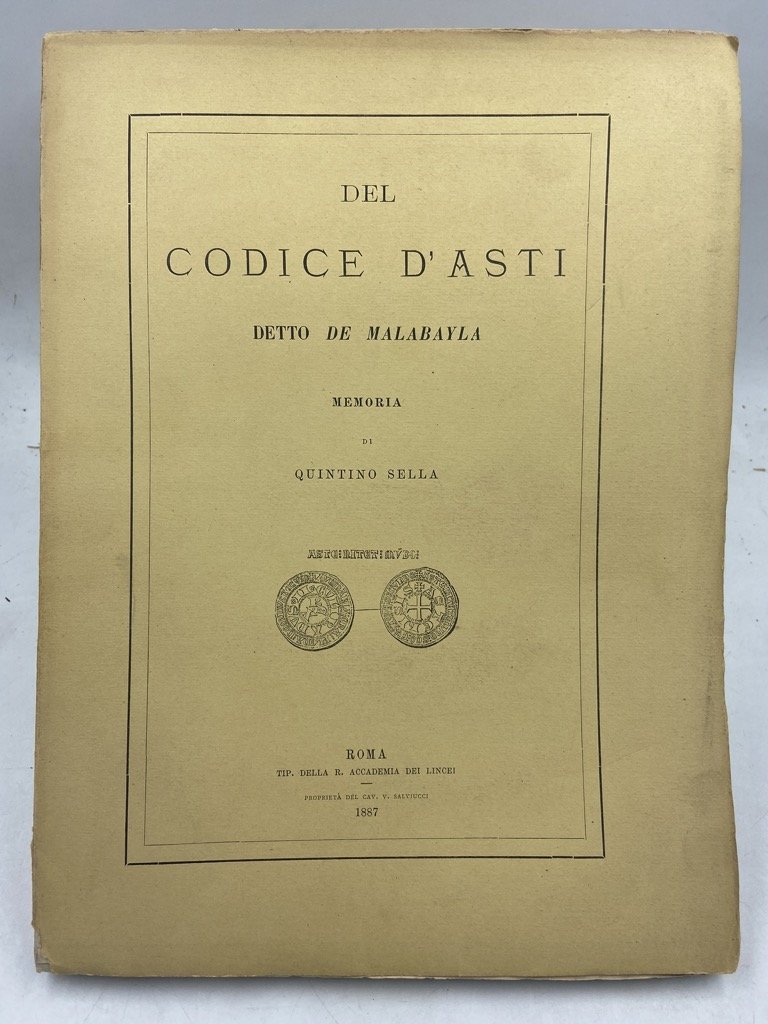 DEL
CODICE D'ASTI
DETTO DE MALABAYLA
MEMORIA
DI
QUINTINO SELLA
ROMA
TIP. DELLA R. ACCADEMIA DEI LINCEI
PROPRIETÀ DEL CAV. V. SALVIUCCI
1887